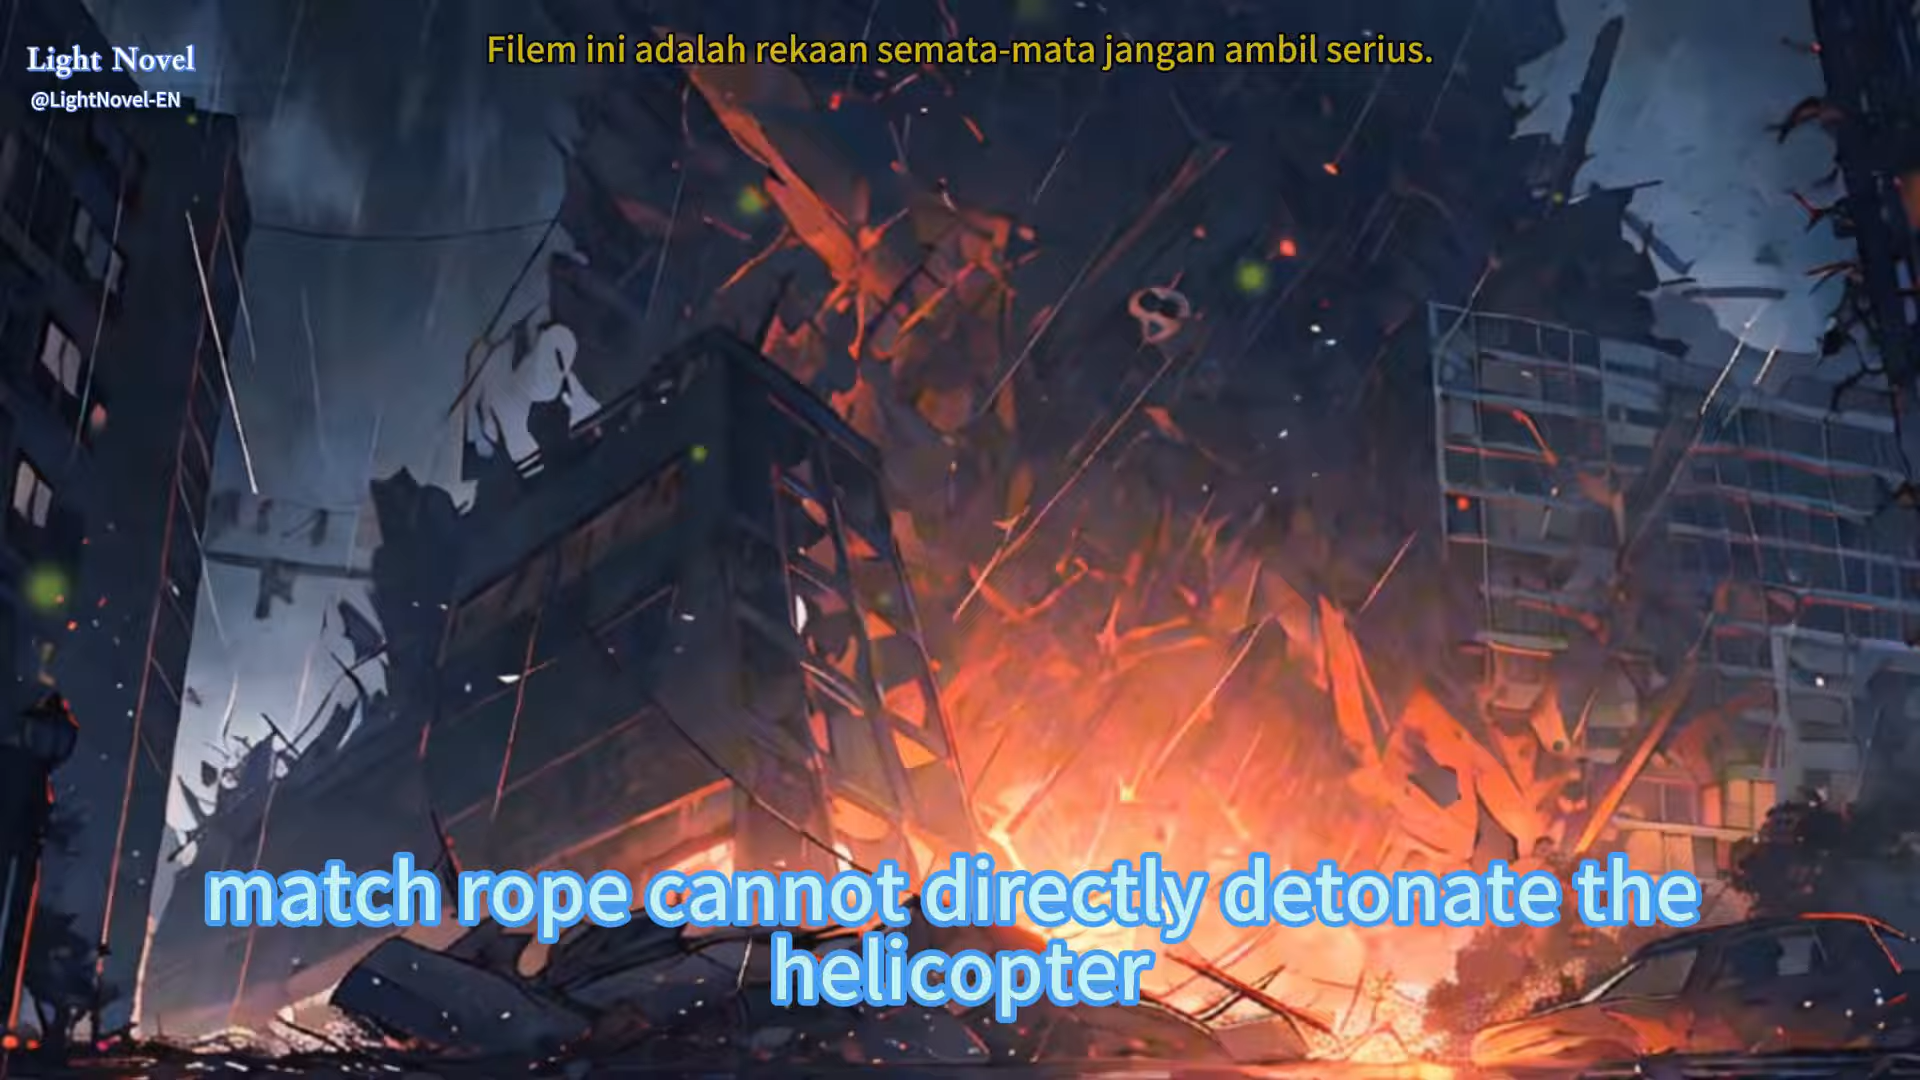 Light Novel
@LightNovel-EN
Filem ini adalah rekaan semata-mata jangan ambil serius.
match rope cannot directly detonate the
helicopter